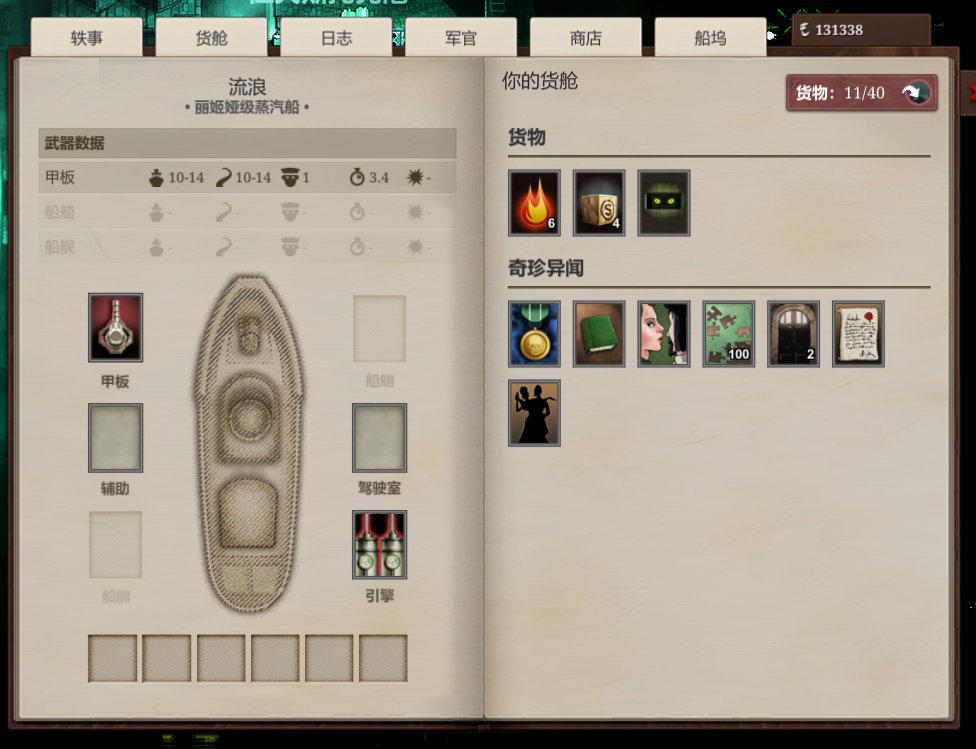 轶事 货舱 日志 军官 商店 船坞 131338
流浪
• 丽姬娅级蒸汽船 •
武器数据
甲板 10-14 10-14 1 3.4 -
船艏 - - - - -
船艉 - - - - -
甲板 船艏
辅助 驾驶室
船艉 引擎
你的货舱
货物: 11/40
货物
6 4
奇珍异闻
100 2